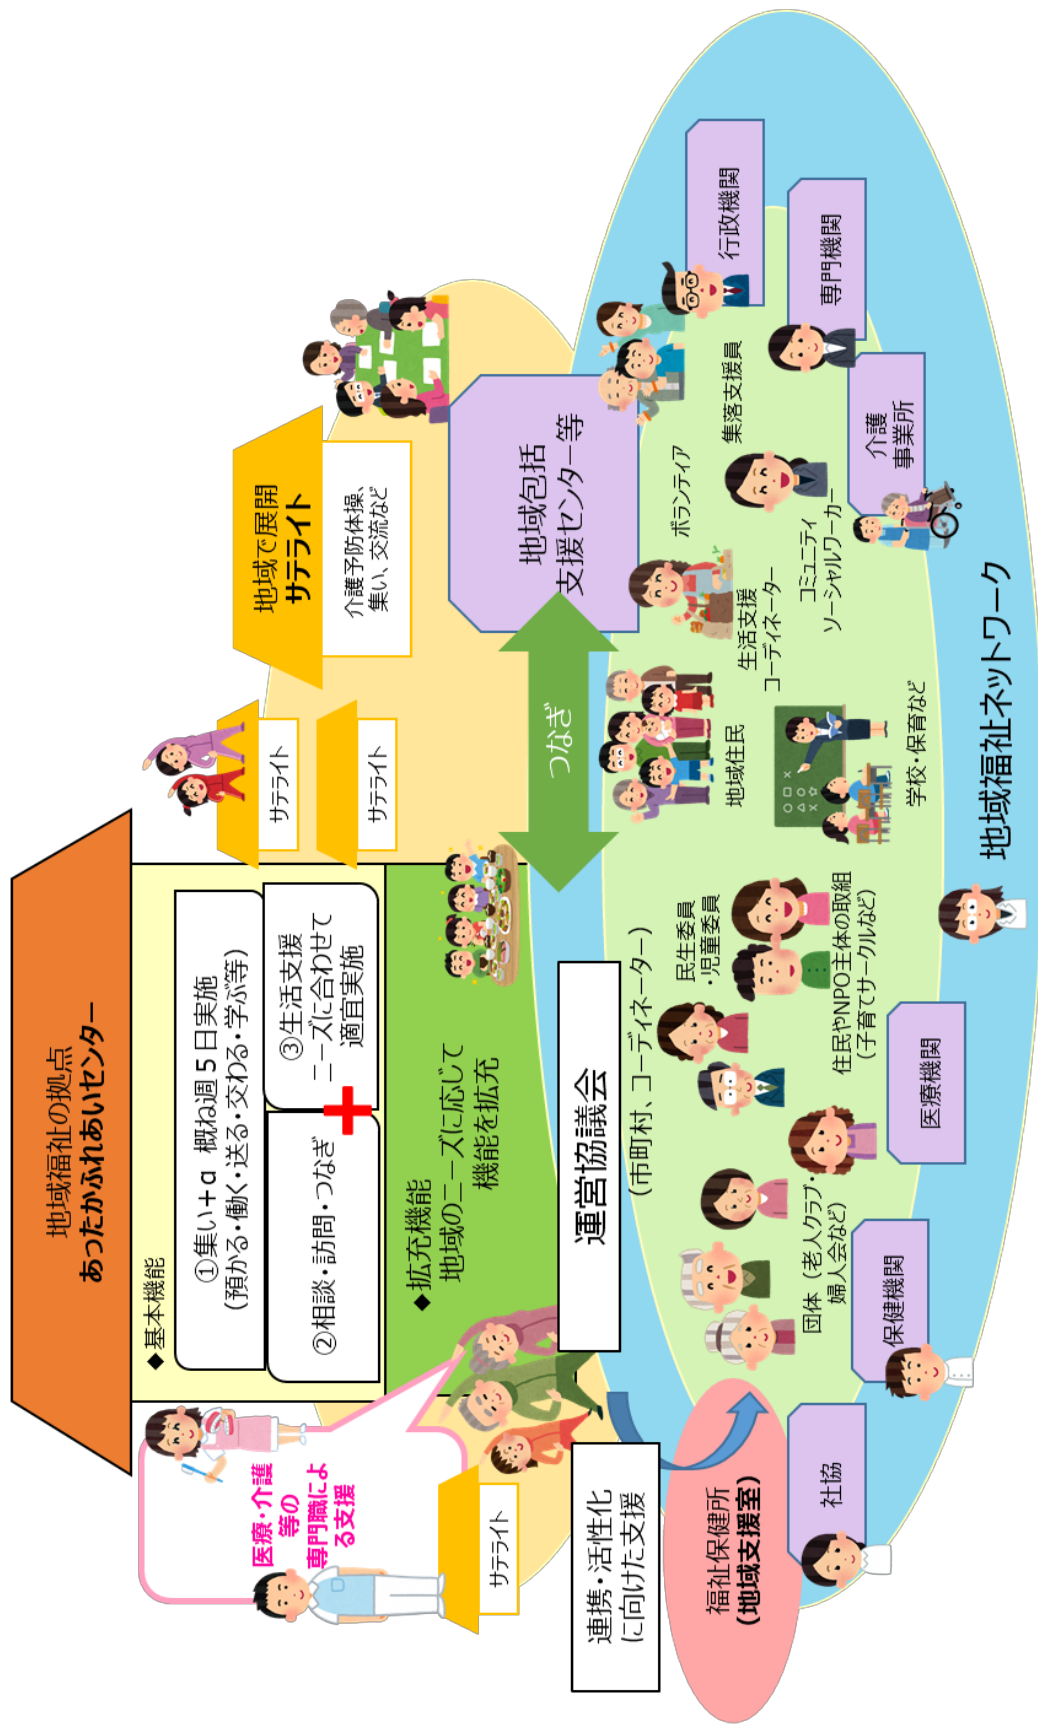 地域福祉の拠点
あったかふれあいセンター
◆基本機能
①集い+α 概ね週５日実施
（預かる・働く・送る・交わる・学ぶ等）
②相談・訪問・つなぎ
③生活支援
ニーズに合わせて
適宜実施
◆拡充機能
地域のニーズに応じて
機能を拡充
医療・介護
等の
専門職によ
る支援
サテライト
サテライト
サテライト
地域で展開
サテライト
介護予防体操、
集い、交流など
つなぎ
地域包括
支援センター等
運営協議会
（市町村、コーディネーター）
連携・活性化
に向けた支援
福祉保健所
（地域支援室）
民生委員
・児童委員
地域住民
生活支援
コーディネーター
ボランティア
集落支援員
コミュニティ
ソーシャルワーカー
団体（老人クラブ・
婦人会など）
住民やNPO主体の取組
（子育てサークルなど）
学校・保育など
○□×
○△☆
△×
社協
保健機関
医療機関
介護
事業所
専門機関
行政機関
地域福祉ネットワーク